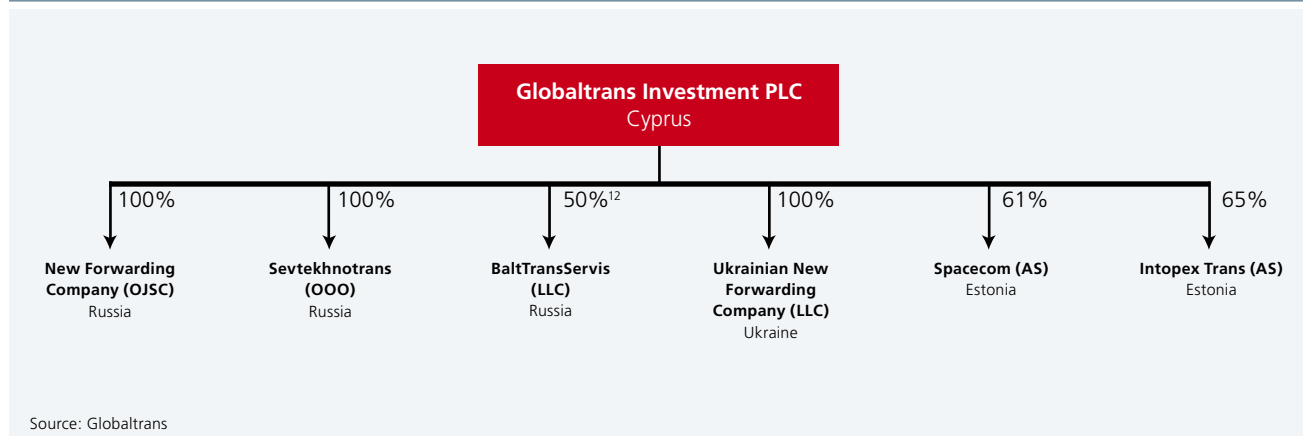 Globaltrans Investment PLC
Cyprus
100%
100%
50%¹²
100%
61%
65%
New Forwarding
Company (OJSC)
Russia
Sevtekhnotrans
(OOO)
Russia
BaltTransServis
(LLC)
Russia
Ukrainian New
Forwarding
Company (LLC)
Ukraine
Spacecom (AS)
Estonia
Intopex Trans (AS)
Estonia
Source: Globaltrans